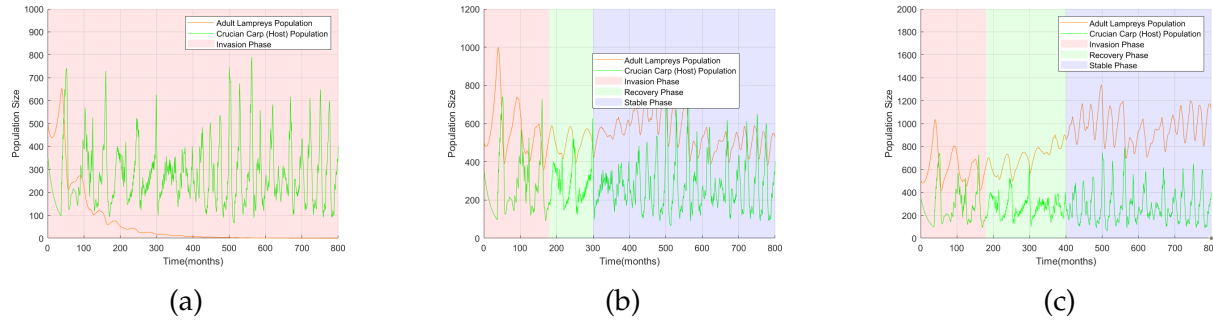 1000
900
800
700
600
500
400
300
200
100
0
Population Size
0 100 200 300 400 500 600 700 800
Time(months)
Adult Lampreys Population
Crucian Carp (Host) Population
Invasion Phase
(a)
1200
1000
800
600
400
200
0
Population Size
0 100 200 300 400 500 600 700 800
Time(months)
Adult Lampreys Population
Crucian Carp (Host) Population
Invasion Phase
Recovery Phase
Stable Phase
(b)
2000
1800
1600
1400
1200
1000
800
600
400
200
0
Population Size
0 100 200 300 400 500 600 700 800
Time(months)
Adult Lampreys Population
Crucian Carp (Host) Population
Invasion Phase
Recovery Phase
Stable Phase
(c)